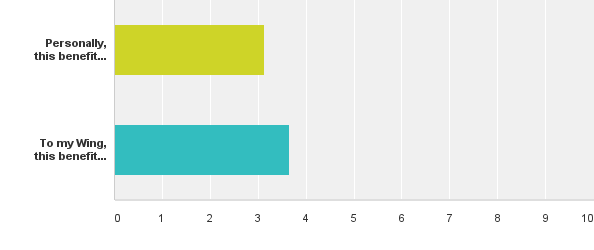 Personally,
this benefit...
To my Wing,
this benefit...
0 1 2 3 4 5 6 7 8 9 10